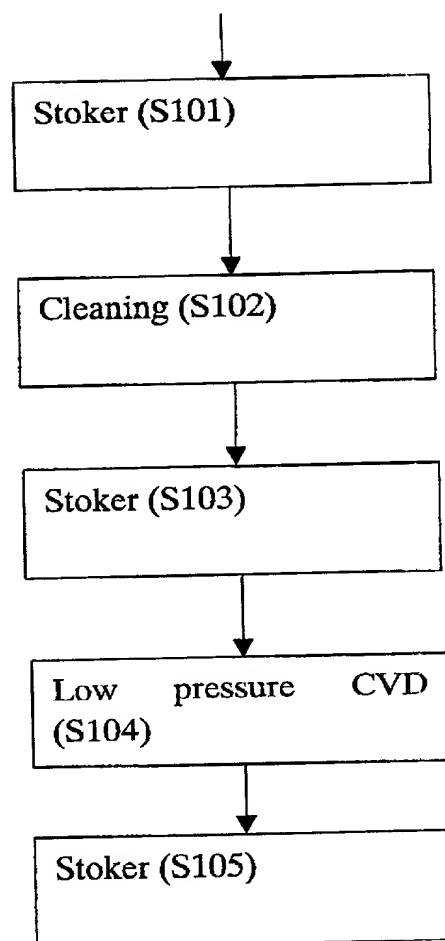 Stoker (S101)
Cleaning (S102)
Stoker (S103)
Low pressure CVD
(S104)
Stoker (S105)